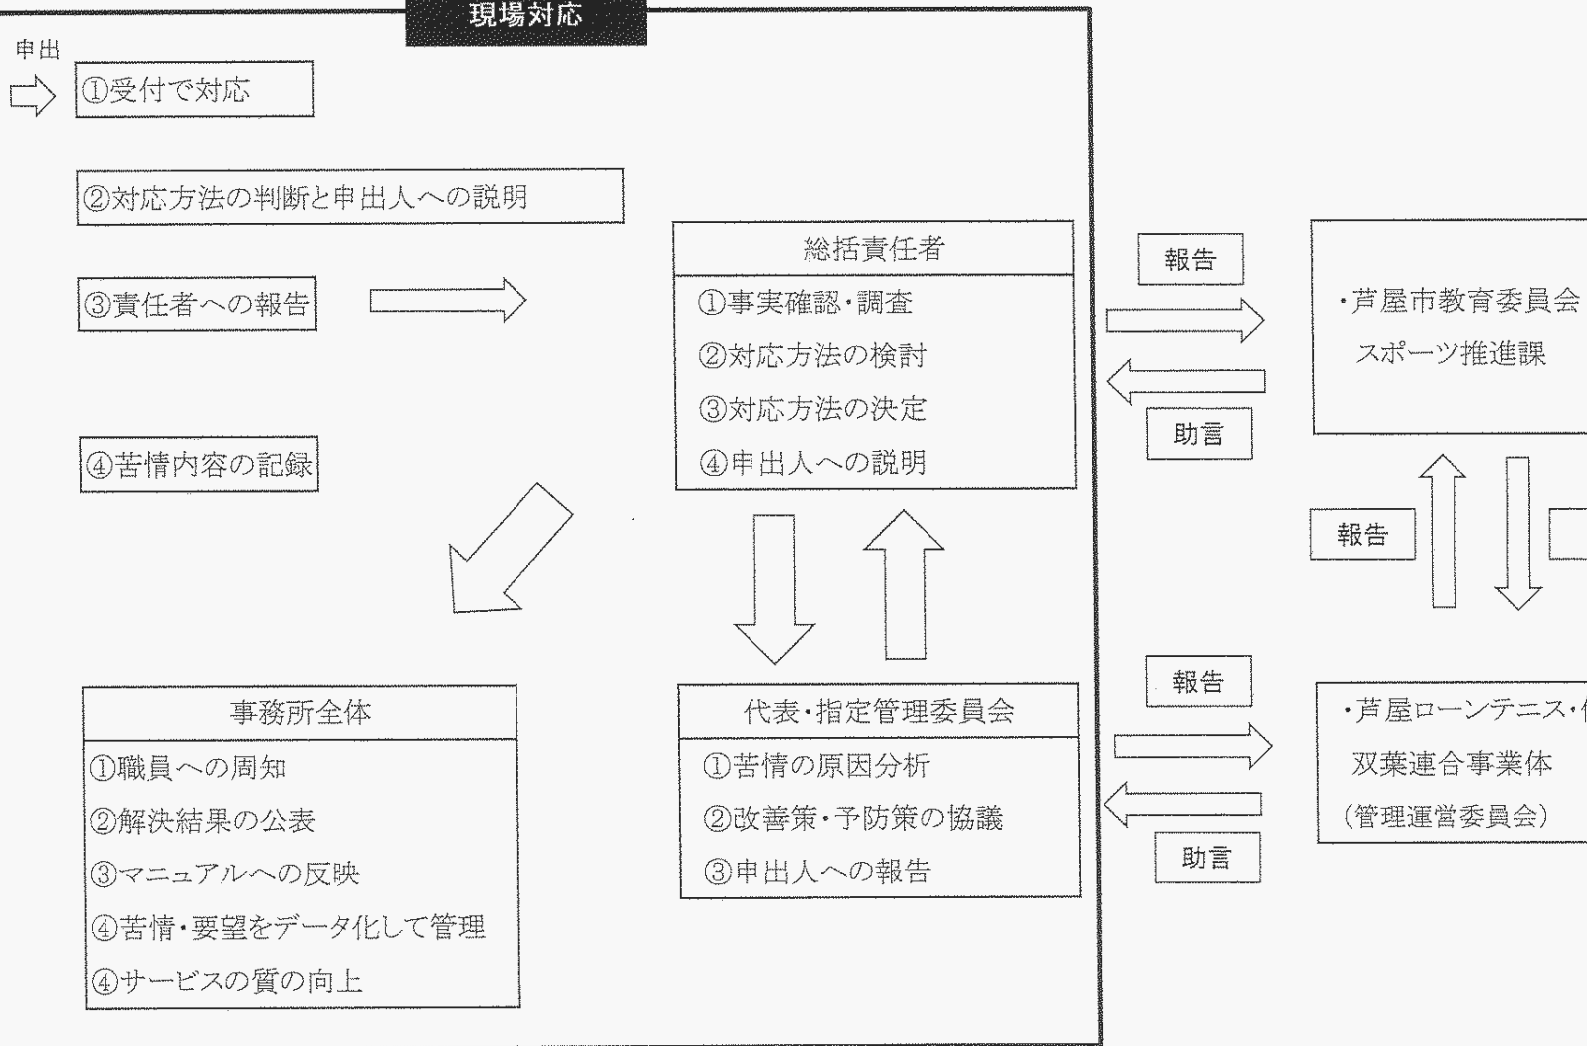 現場対応
申出
①受付で対応
②対応方法の判断と申出人への説明
③責任者への報告
④苦情内容の記録
総括責任者
①事実確認・調査
②対応方法の検討
③対応方法の決定
④申出人への説明
報告
助言
・芦屋市教育委員会
スポーツ推進課
報告
事務所全体
①職員への周知
②解決結果の公表
③マニュアルへの反映
④苦情・要望をデータ化して管理
④サービスの質の向上
代表・指定管理委員会
①苦情の原因分析
②改善策・予防策の協議
③申出人への報告
報告
助言
・芦屋ローンテニス・
双葉連合事業体
(管理運営委員会)